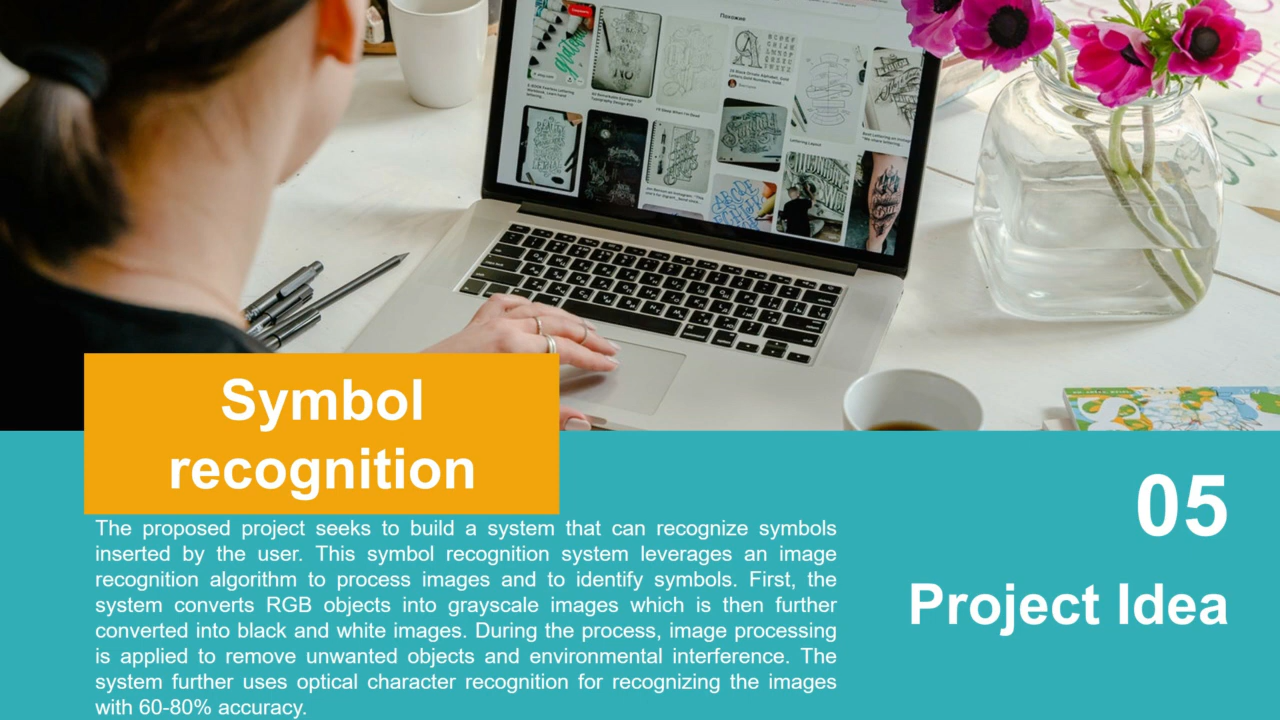 Похожие
Symbol
recognition
The proposed project seeks to build a system that can recognize symbols
inserted by the user. This symbol recognition system leverages an image
recognition algorithm to process images and to identify symbols. First, the
system converts RGB objects into grayscale images which is then further
converted into black and white images. During the process, image processing
is applied to remove unwanted objects and environmental interference. The
system further uses optical character recognition for recognizing the images
with 60-80% accuracy.
05
Project Idea